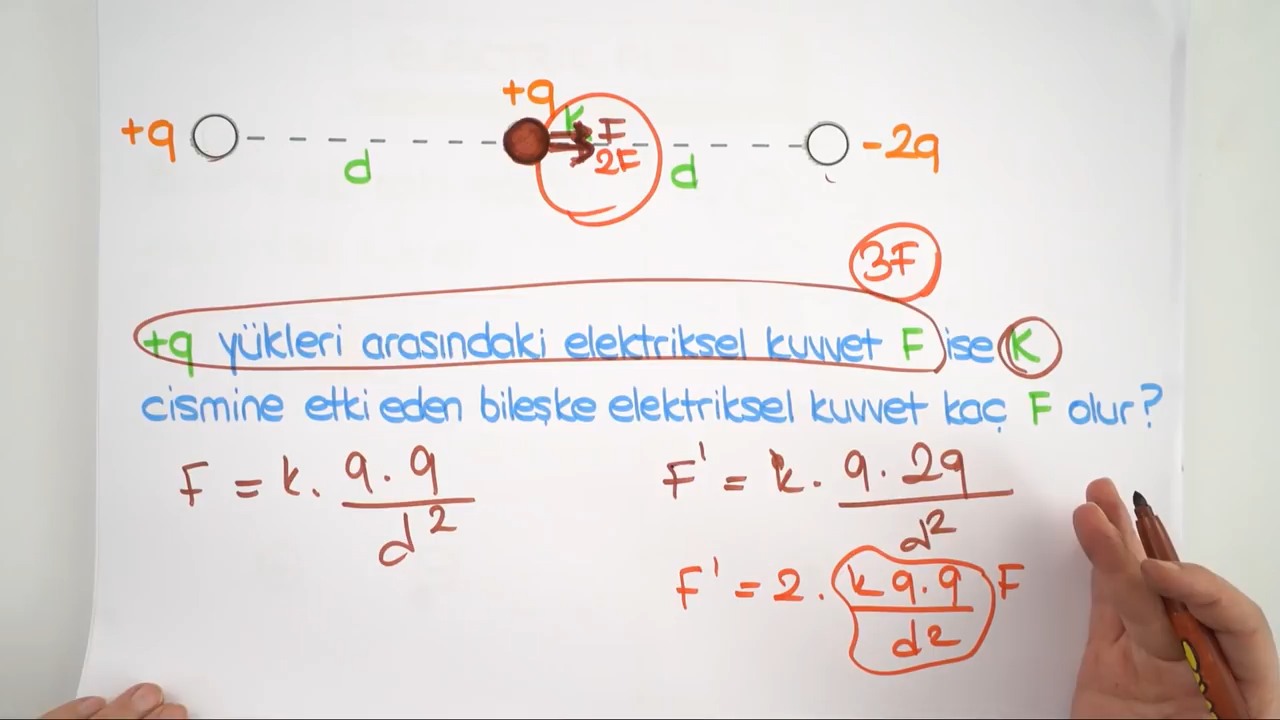 +q
+q K F
2F
-2q
d d
3F
+q yükleri arasındaki elektriksel kuvvet F ise K
cismine etki eden bileşke elektriksel kuvvet kaç F olur?
F = k . q . q / d²
F' = k . q . 2q / d²
F' = 2 . k q . q / d² F